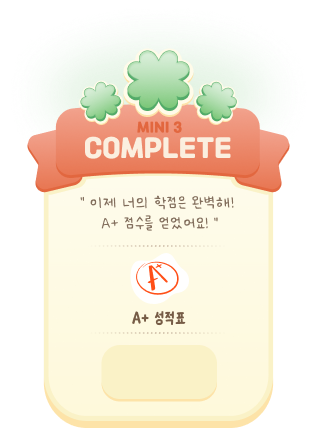 MINI 3
COMPLETE
" 이제 너의 학점은 완벽해!
A+ 점수를 얻었어요! "
A+
A+ 성적표